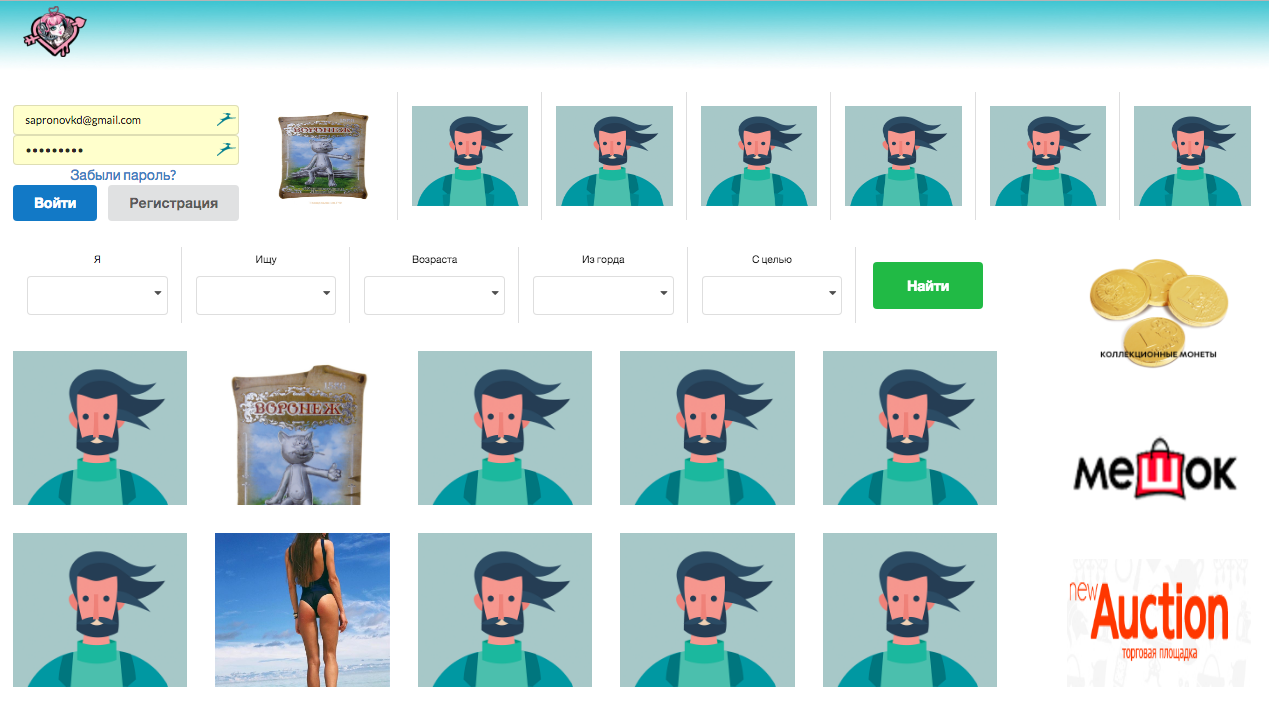 sapronovkd@gmail.com
•••••••••
Забыли пароль?
Войти
Регистрация
ВОРОНЕЖ
Я
Ищу
Возраста
Из горда
С целью
Найти
КОЛЛЕКЦИОННЫЕ МОНЕТЫ
ВОРОНЕЖ
мешок
new
Auction
торговая площадка